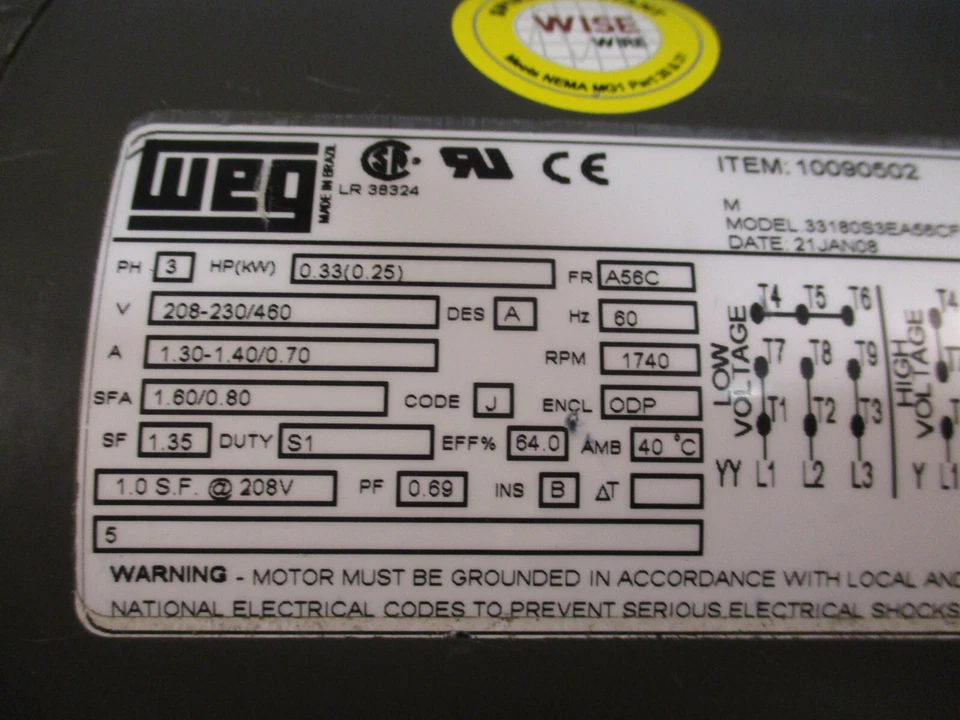 WISE
WIRE
Meets NEMA MG1 Part 30 & 31
WEG
MADE IN BRAZIL
LR 38324
ITEM: 10090502
M
MODEL 33180S3EA56CF
DATE: 21JAN08
PH 3 HP(KW) 0.33(0.25) FR A56C
V 208-230/460 DES A Hz 60
A 1.30-1.40/0.70 RPM 1740
SFA 1.60/0.80 CODE J ENCL ODP
SF 1.35 DUTY S1 EFF% 64.0 AMB 40 °C
1.0 S.F. @ 208V PF 0.69 INS B ΔT
5
LOW VOLTAGE
T4 T5 T6
T7 T8 T9
T1 T2 T3
YY L1 L2 L3
HIGH VOLTAGE
T4
Y L1
WARNING - MOTOR MUST BE GROUNDED IN ACCORDANCE WITH LOCAL AND
NATIONAL ELECTRICAL CODES TO PREVENT SERIOUS ELECTRICAL SHOCKS